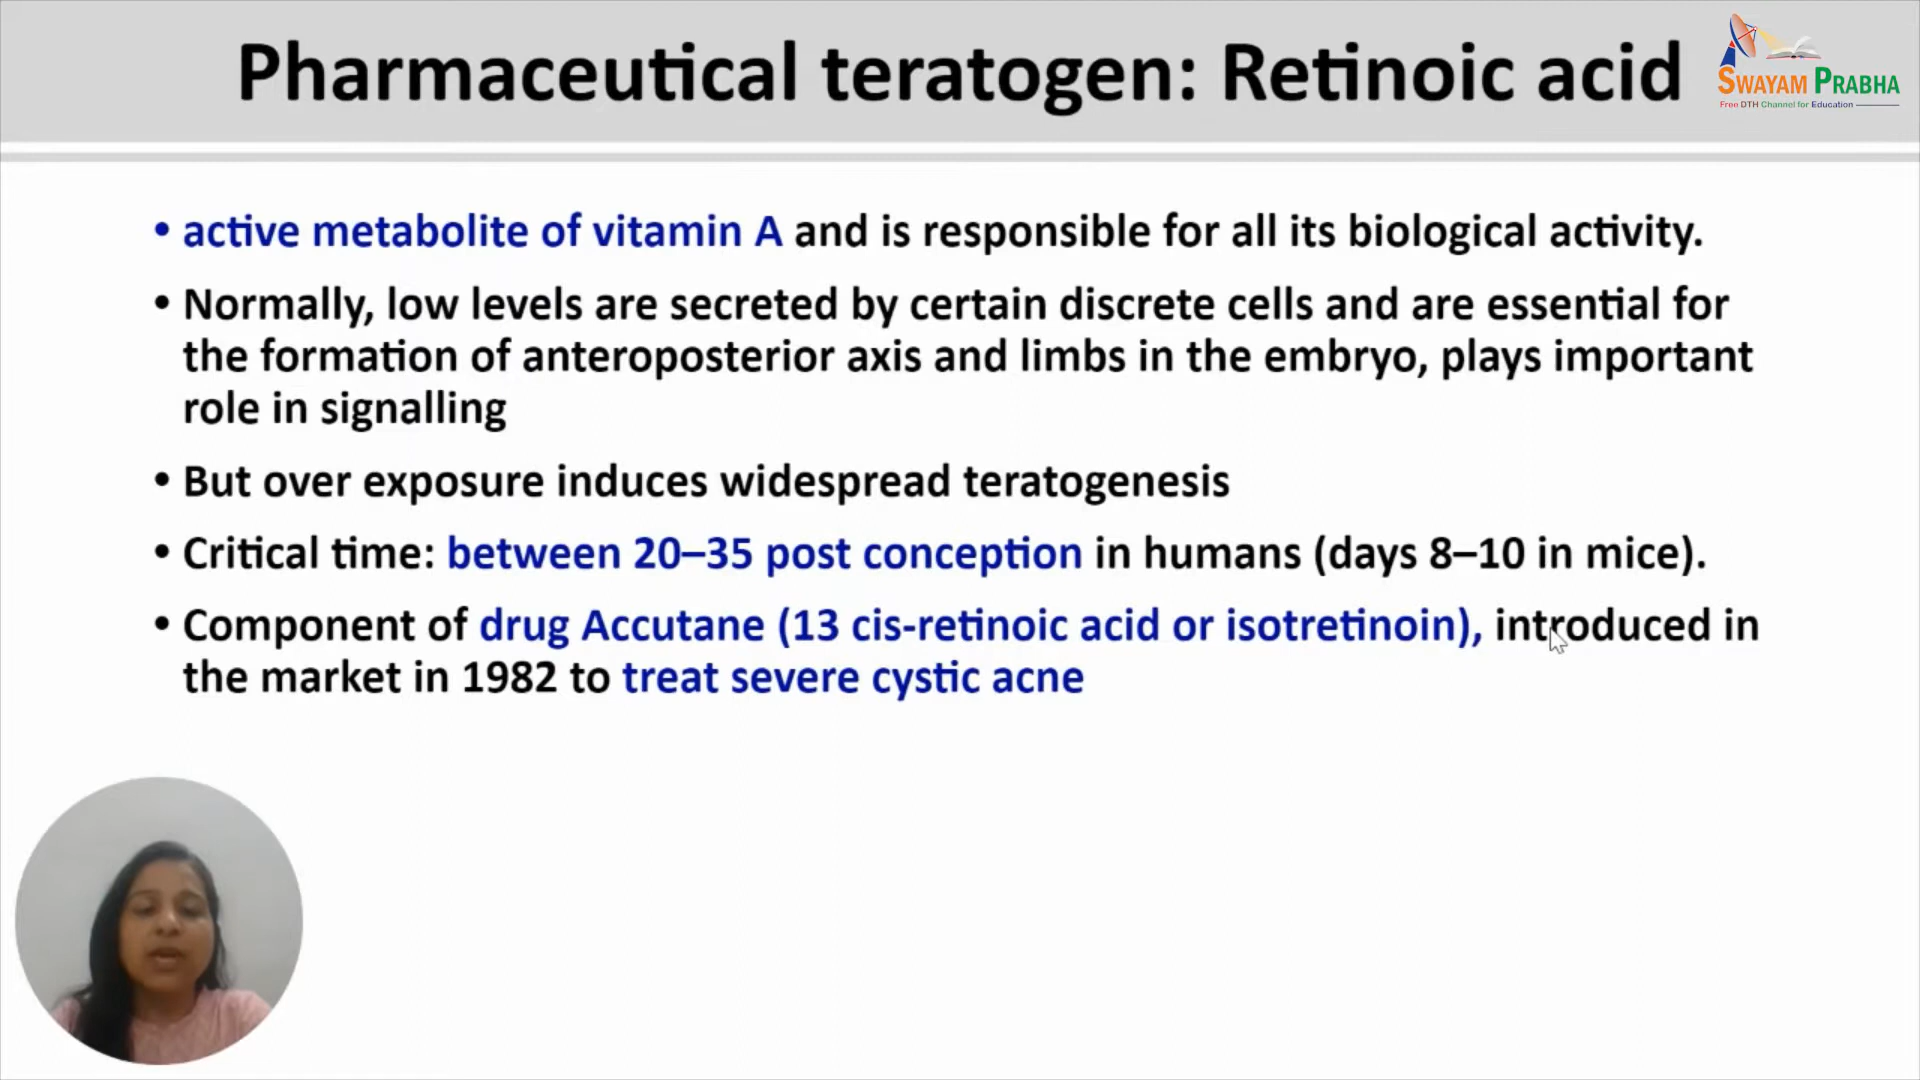 Pharmaceutical teratogen: Retinoic acid
SWAYAM PRABHA
Free DTH Channel for Education
• active metabolite of vitamin A and is responsible for all its biological activity.
• Normally, low levels are secreted by certain discrete cells and are essential for
the formation of anteroposterior axis and limbs in the embryo, plays important
role in signalling
• But over exposure induces widespread teratogenesis
• Critical time: between 20–35 post conception in humans (days 8–10 in mice).
• Component of drug Accutane (13 cis-retinoic acid or isotretinoin), introduced in
the market in 1982 to treat severe cystic acne